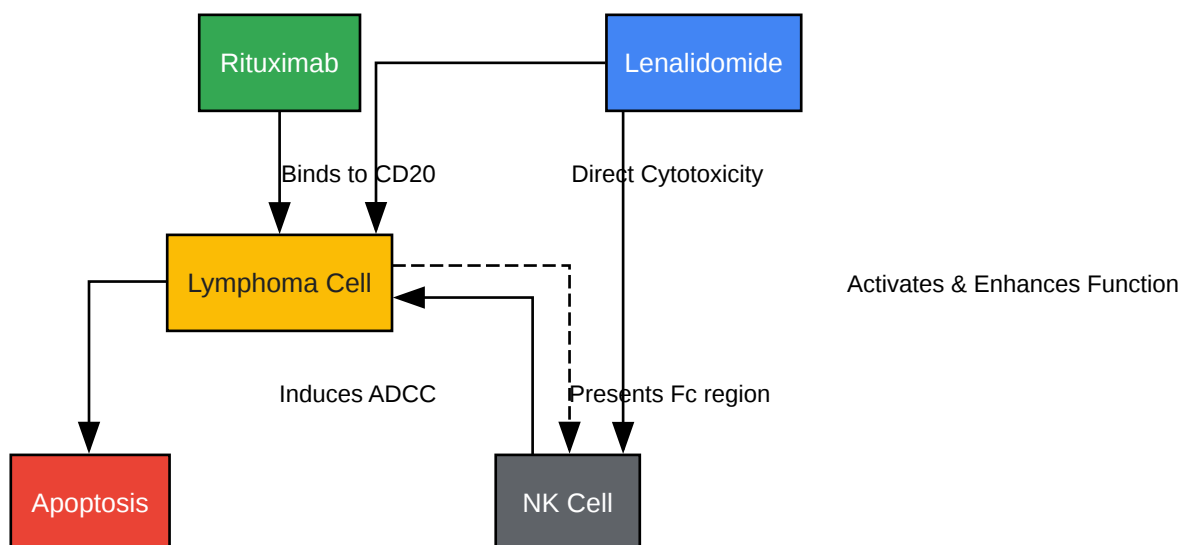 Rituximab
Lenalidomide
Binds to CD20
Direct Cytotoxicity
Lymphoma Cell
Activates & Enhances Function
Induces ADCC
Presents Fc region
Apoptosis
NK Cell